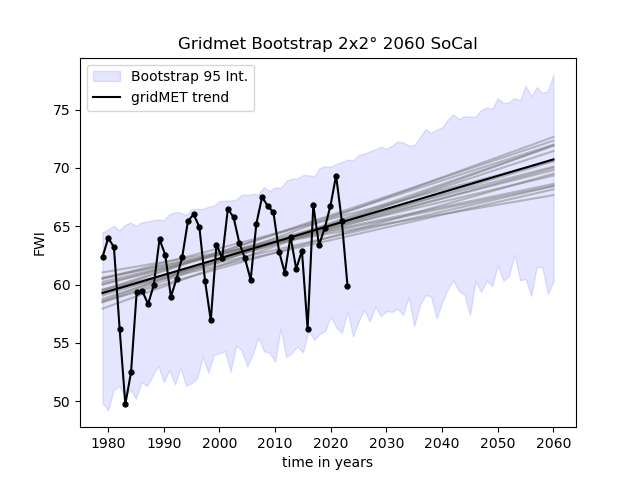 Gridmet Bootstrap 2x2° 2060 SoCal
Bootstrap 95 Int.
gridMET trend
75
70
65
60
55
50
FWI
1980 1990 2000 2010 2020 2030 2040 2050 2060
time in years